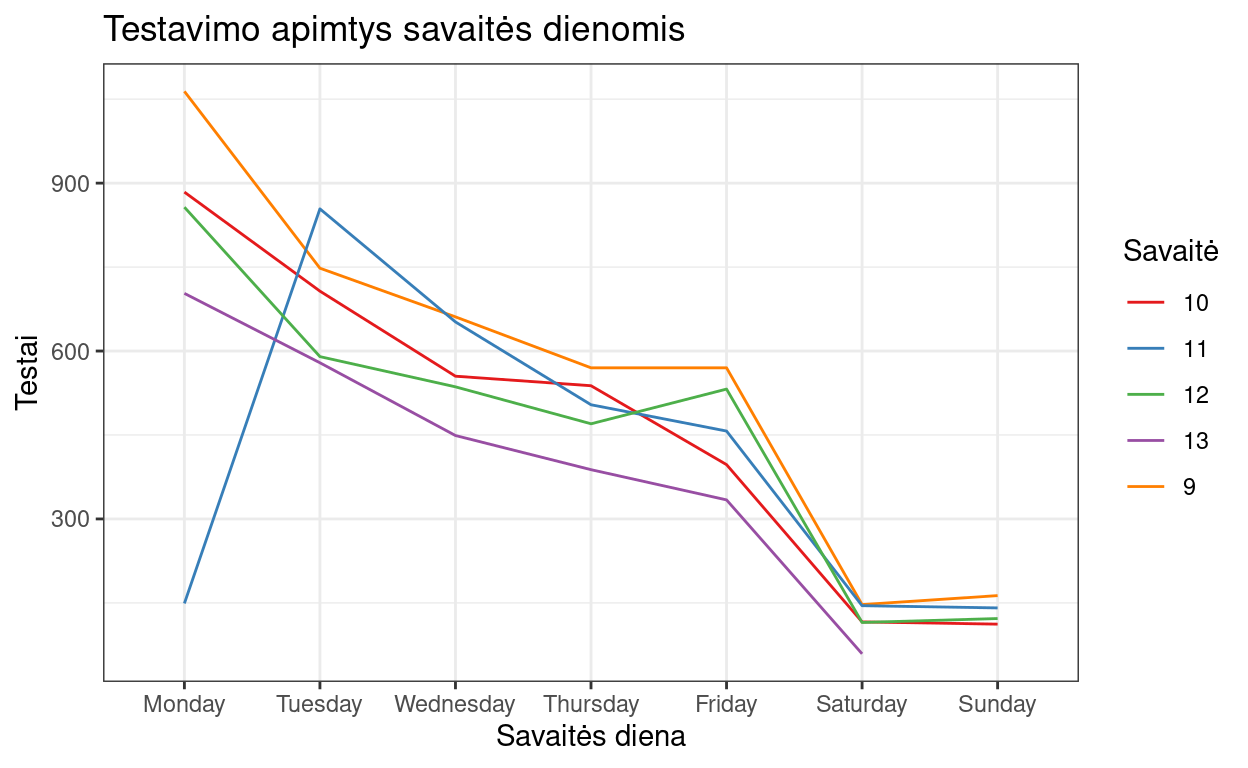 Testavimo apimtys savaitės dienomis
Testai
900
600
300
Monday Tuesday Wednesday Thursday Friday Saturday Sunday
Savaitės diena
Savaitė
10
11
12
13
9